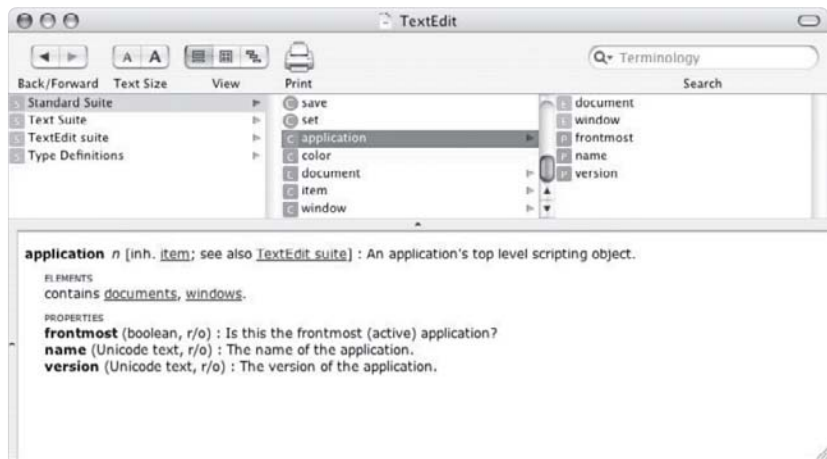 TextEdit
A A
Back/Forward Text Size View Print
Terminology
Search
S Standard Suite
S Text Suite
S TextEdit suite
S Type Definitions
C save
C set
C application
C color
C document
C item
C window
E document
E window
P frontmost
P name
P version
application n [inh. item; see also TextEdit suite] : An application's top level scripting object.
ELEMENTS
contains documents, windows.
PROPERTIES
frontmost (boolean, r/o) : Is this the frontmost (active) application?
name (Unicode text, r/o) : The name of the application.
version (Unicode text, r/o) : The version of the application.